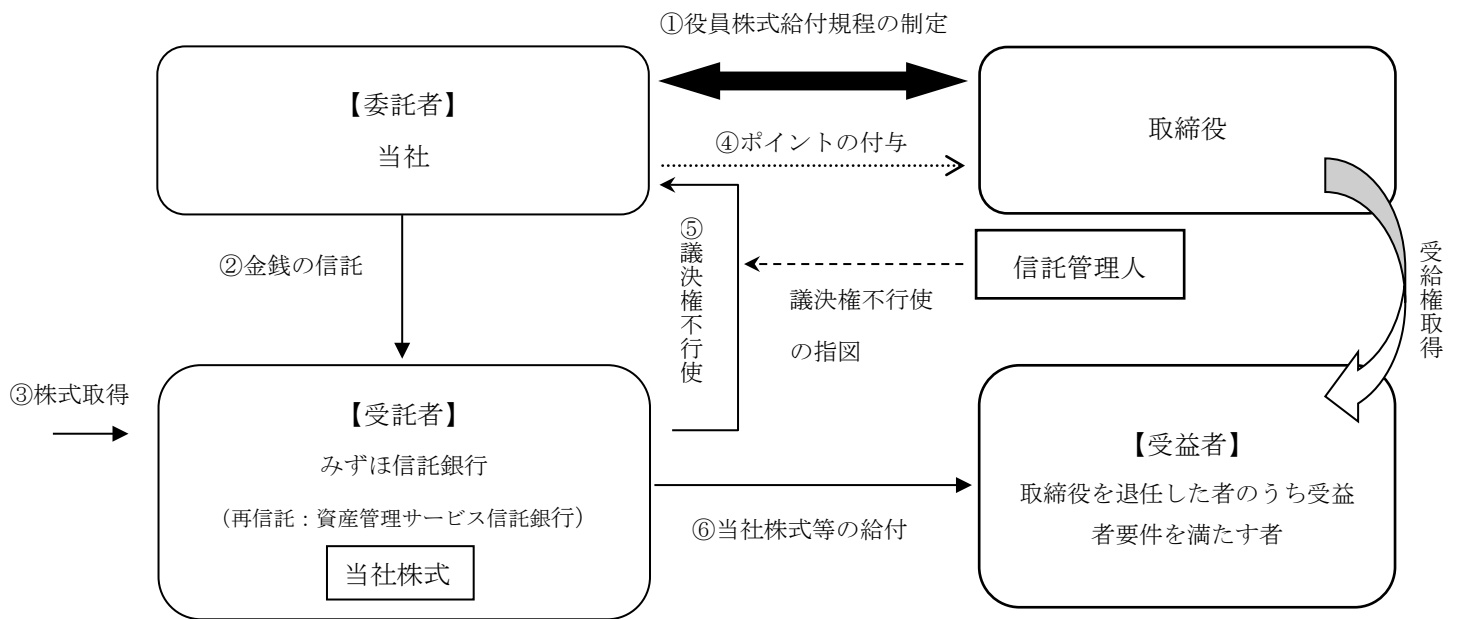 ①役員株式給付規程の制定
【委託者】
当社
取締役
④ポイントの付与
②金銭の信託
⑤議決権不行使
信託管理人
議決権不行使
の指図
受給権取得
③株式取得
【受託者】
みずほ信託銀行
（再信託：資産管理サービス信託銀行）
当社株式
⑥当社株式等の給付
【受益者】
取締役を退任した者のうち受益
者要件を満たす者